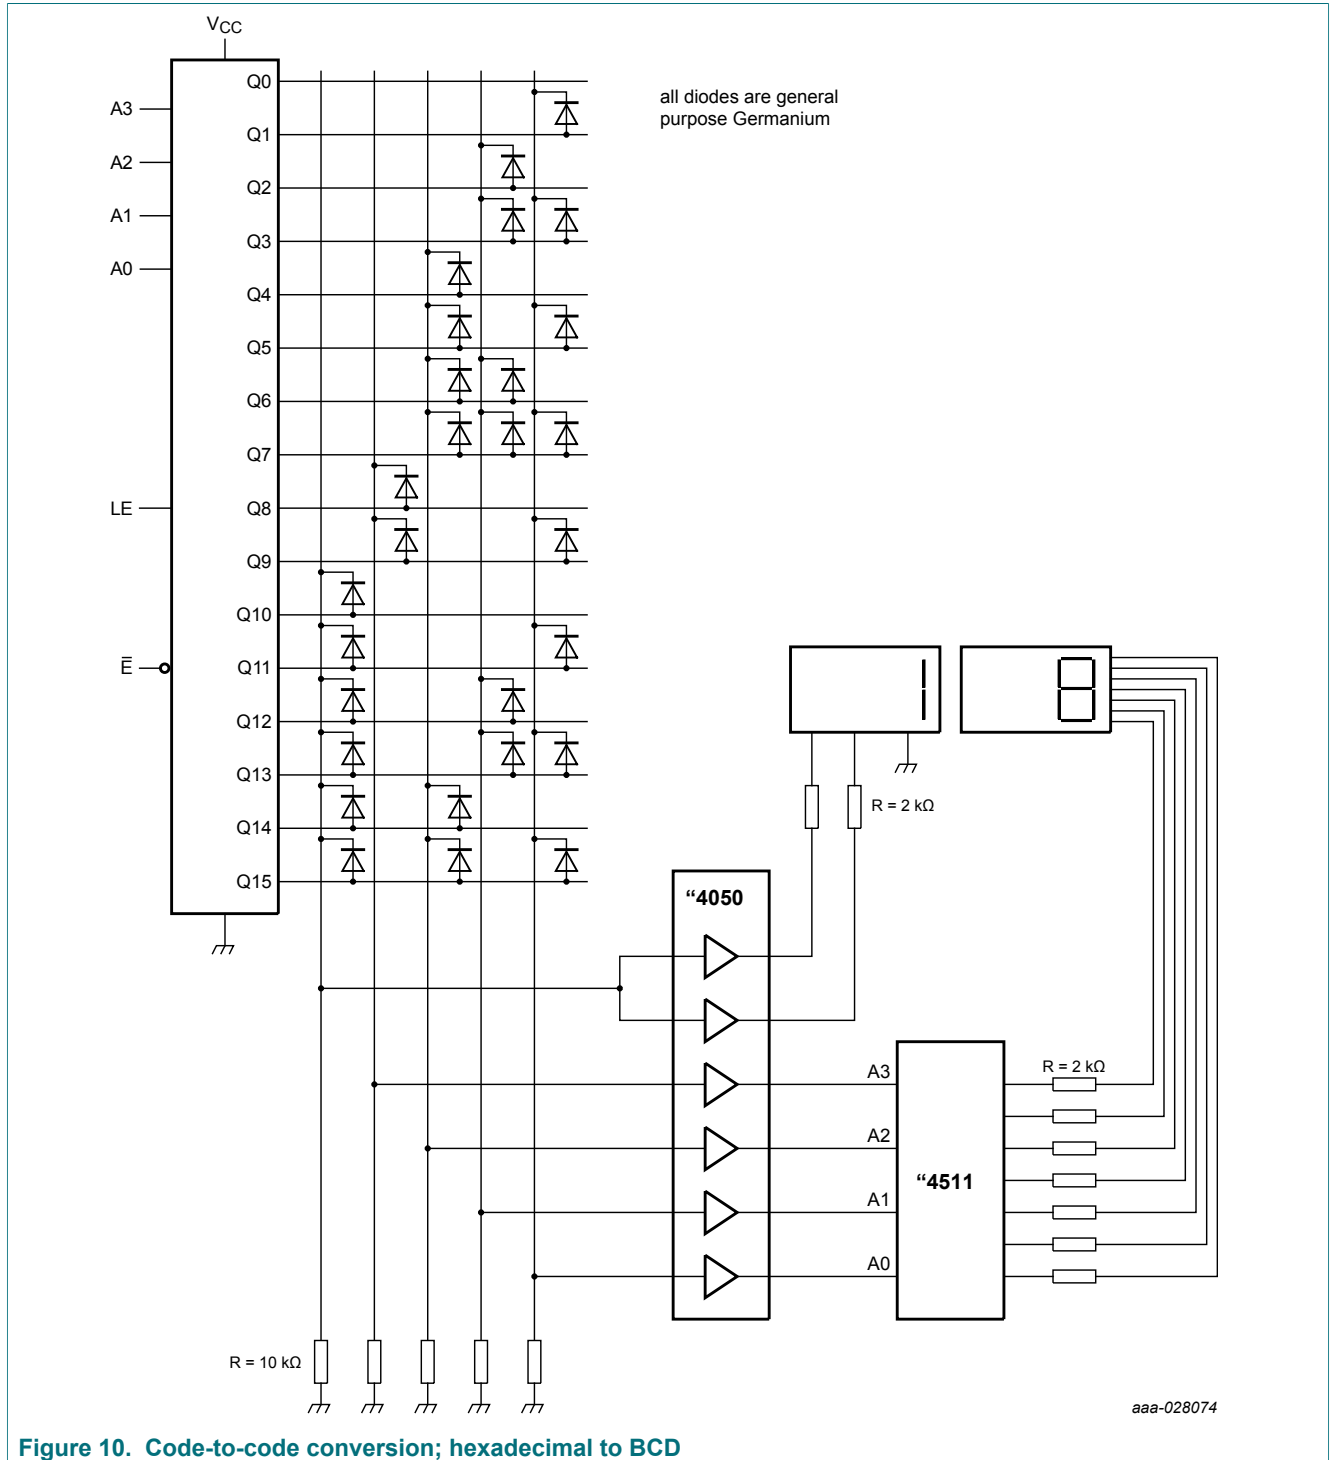 VCC
Q0
all diodes are general
purpose Germanium
A3
Q1
A2
Q2
A1
Q3
A0
Q4
Q5
Q6
Q7
LE
Q8
Q9
Q10
E̅
Q11
Q12
Q13
Q14
R = 2 kΩ
Q15
“4050
A3
R = 2 kΩ
A2
“4511
A1
A0
R = 10 kΩ
aaa-028074
Figure 10. Code-to-code conversion; hexadecimal to BCD